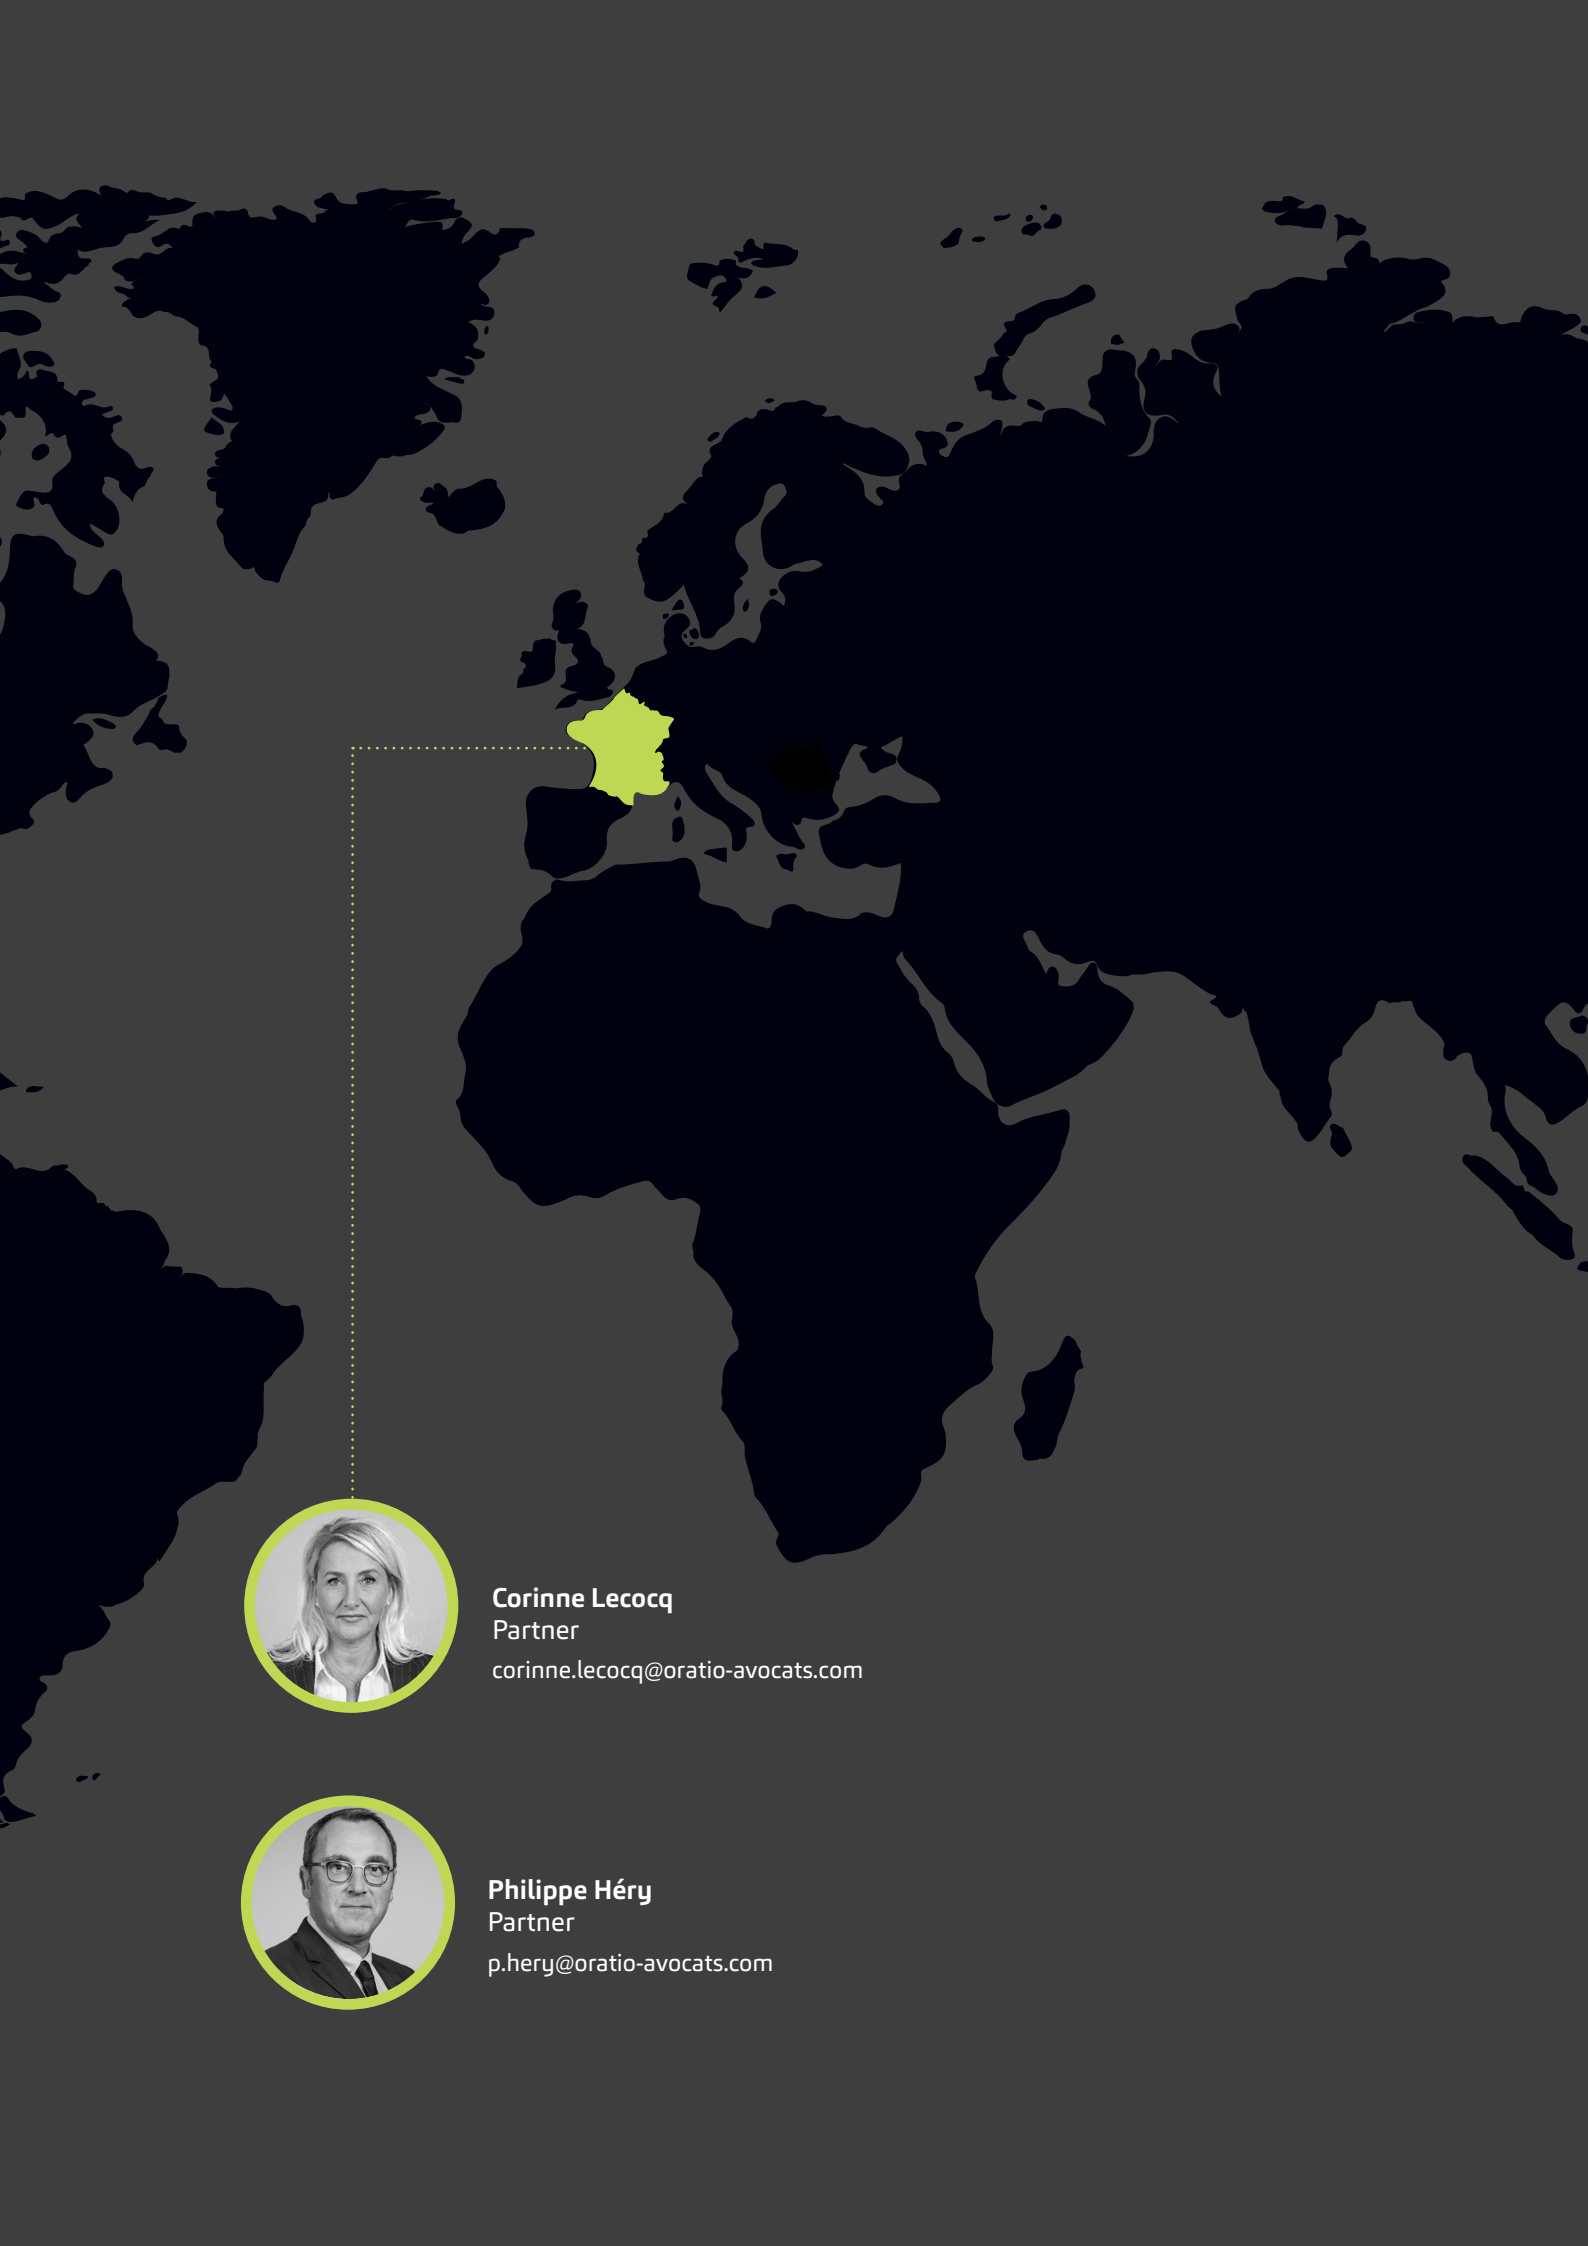 Corinne Lecocq
Partner
corinne.lecocq@oratio-avocats.com
Philippe Héry
Partner
p.hery@oratio-avocats.com